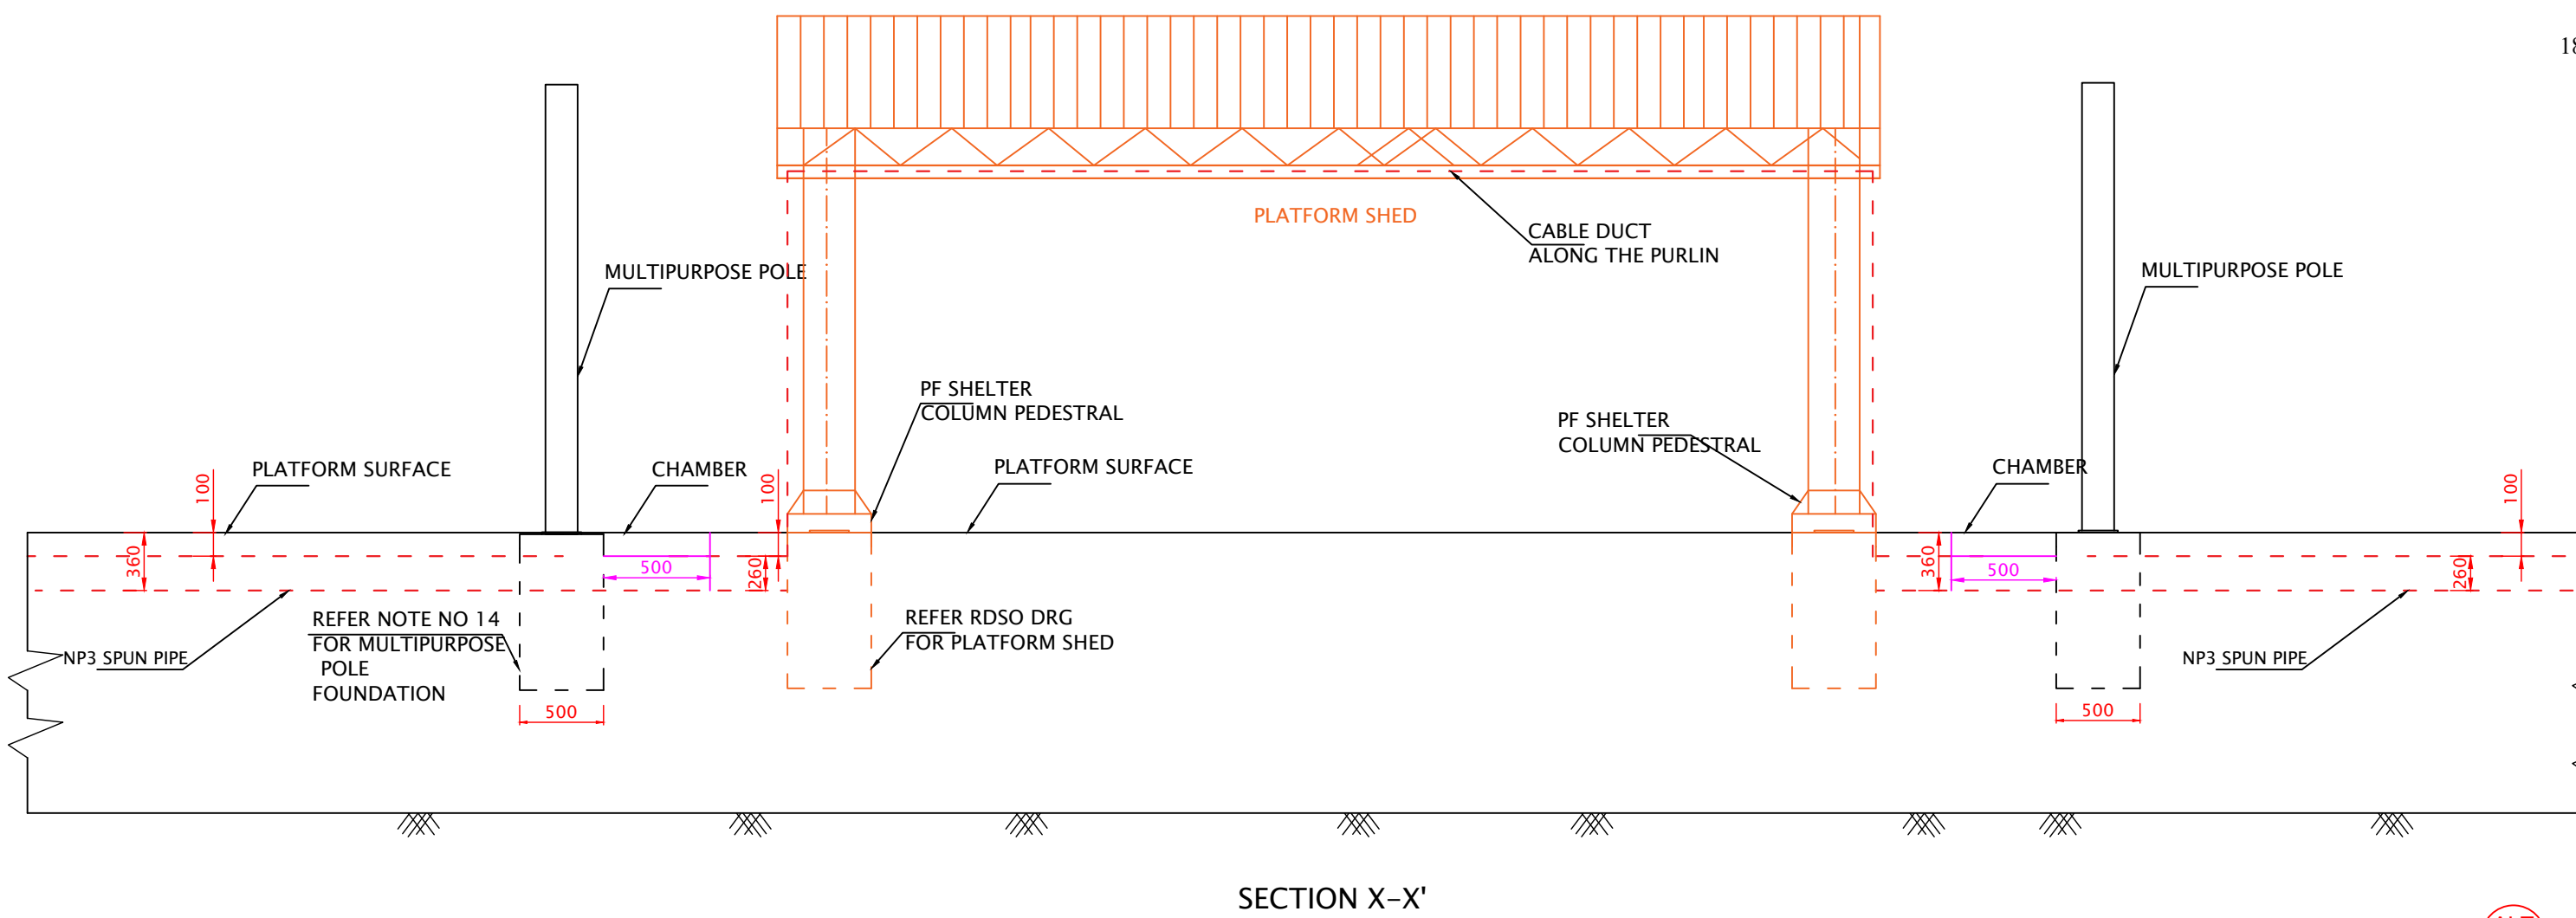 18
PLATFORM SHED
CABLE DUCT
ALONG THE PURLIN
MULTIPURPOSE POLE
MULTIPURPOSE POLE
PF SHELTER
COLUMN PEDESTRAL
PF SHELTER
COLUMN PEDESTRAL
PLATFORM SURFACE
CHAMBER
PLATFORM SURFACE
CHAMBER
100
100
100
360
500
260
360
500
260
REFER NOTE NO 14
FOR MULTIPURPOSE
POLE
FOUNDATION
REFER RDSO DRG
FOR PLATFORM SHED
NP3 SPUN PIPE
NP3 SPUN PIPE
500
500
SECTION X-X'